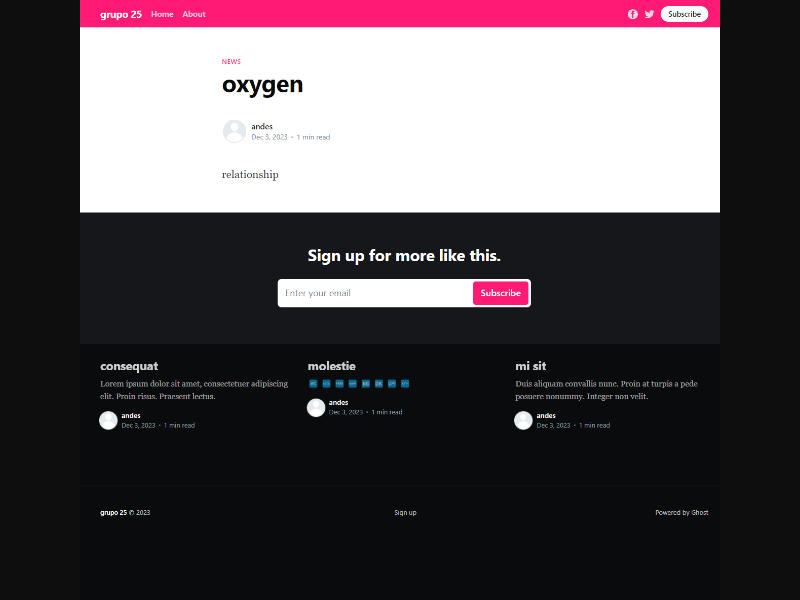 grupo 25 Home About Subscribe
NEWS
oxygen
andes
Dec 3, 2023 • 1 min read
relationship
Sign up for more like this.
Enter your email Subscribe
consequat
Lorem ipsum dolor sit amet, consectetuer adipiscing
elit. Proin risus. Praesent lectus.
andes
Dec 3, 2023 • 1 min read
molestie
andes
Dec 3, 2023 • 1 min read
mi sit
Duis aliquam convallis nunc. Proin at turpis a pede
posuere nonummy. Integer non velit.
andes
Dec 3, 2023 • 1 min read
grupo 25 © 2023 Sign up Powered by Ghost